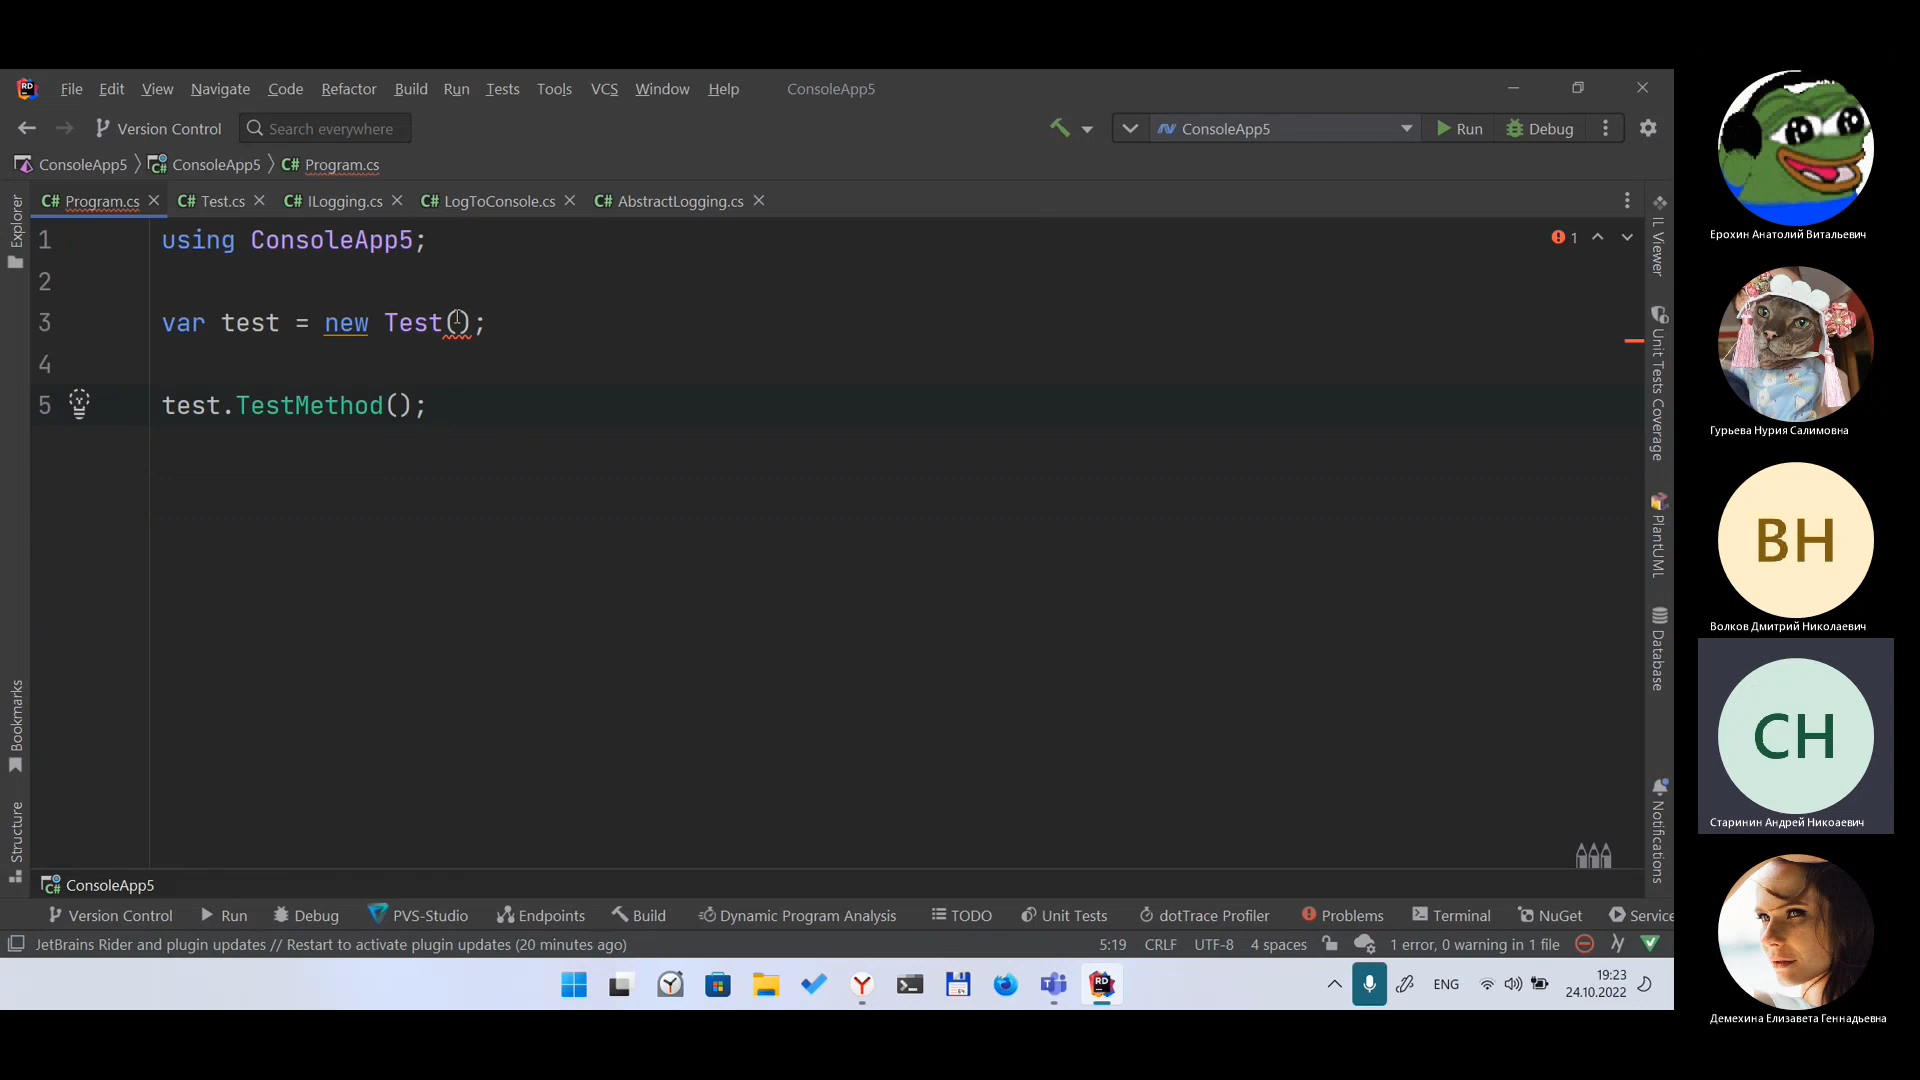 RD File Edit View Navigate Code Refactor Build Run Tests Tools VCS Window Help ConsoleApp5
Version Control Search everywhere ConsoleApp5 Run Debug
ConsoleApp5 C# ConsoleApp5 C# Program.cs
C# Program.cs C# Test.cs C# ILogging.cs C# LogToConsole.cs C# AbstractLogging.cs
Explorer
Bookmarks
Structure
1 using ConsoleApp5;
1
2
3 var test = new Test();
4
5 test.TestMethod();
IL Viewer
Unit Tests Coverage
PlantUML
Database
Notifications
C# ConsoleApp5
Version Control Run Debug PVS-Studio Endpoints Build Dynamic Program Analysis TODO Unit Tests dotTrace Profiler Problems Terminal NuGet Service
JetBrains Rider and plugin updates // Restart to activate plugin updates (20 minutes ago) 5:19 CRLF UTF-8 4 spaces 1 error, 0 warning in 1 file
ENG 19:23
24.10.2022
Ерохин Анатолий Витальевич
Гурьева Нурия Салимовна
ВН
Волков Дмитрий Николаевич
СН
Старинин Андрей Никоаевич
Демехина Елизавета Геннадьевна